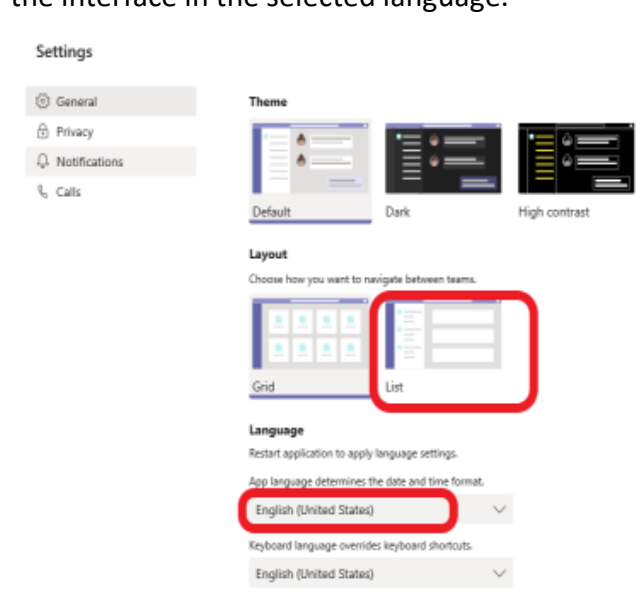 the interface in the selected language.
Settings
General
Privacy
Notifications
Calls
Theme
Default
Dark
High contrast
Layout
Choose how you want to navigate between teams.
Grid
List
Language
Restart application to apply language settings.
App language determines the date and time format.
English (United States)
Keyboard language overrides keyboard shortcuts.
English (United States)